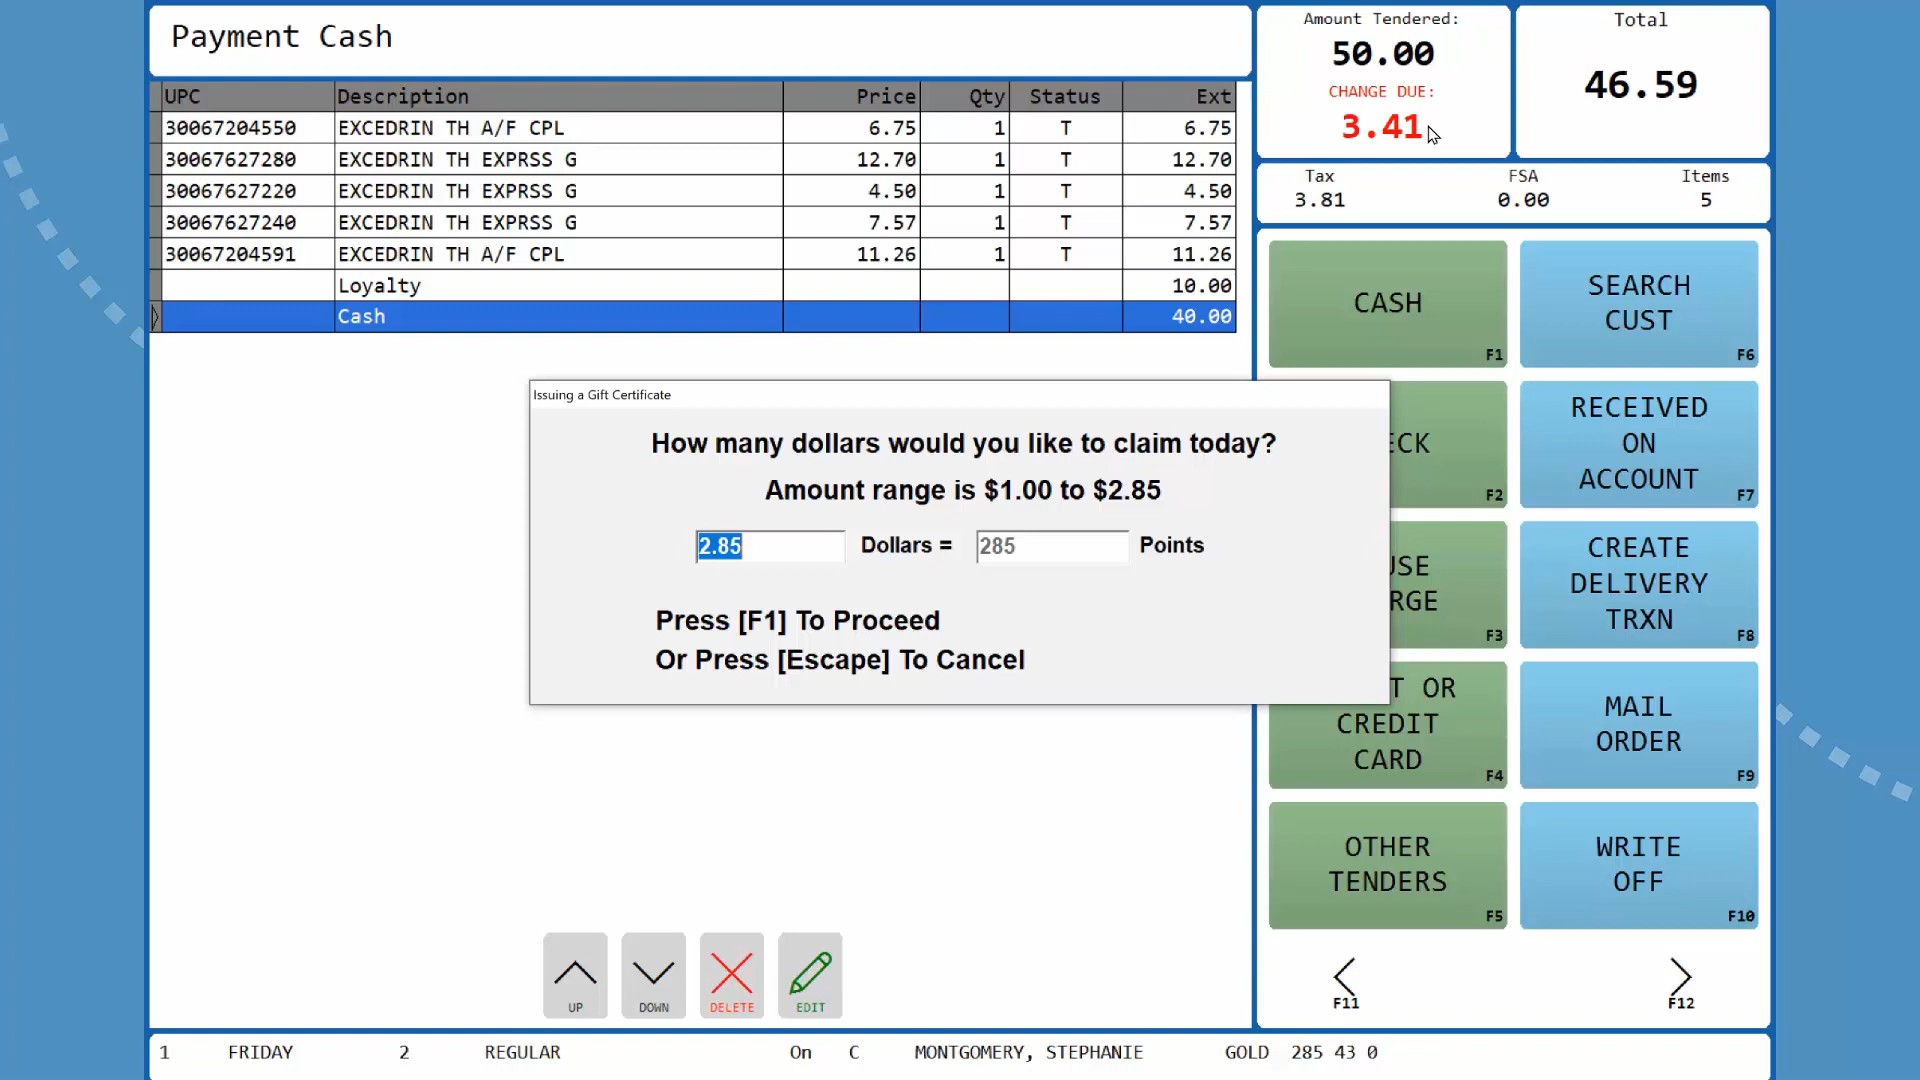 Payment Cash
Amount Tendered:
50.00
CHANGE DUE:
3.41
Total
46.59
Tax FSA Items
3.81 0.00 5
UPC Description Price Qty Status Ext
30067204550 EXCEDRIN TH A/F CPL 6.75 1 T 6.75
30067627280 EXCEDRIN TH EXPRSS G 12.70 1 T 12.70
30067627220 EXCEDRIN TH EXPRSS G 4.50 1 T 4.50
30067627240 EXCEDRIN TH EXPRSS G 7.57 1 T 7.57
30067204591 EXCEDRIN TH A/F CPL 11.26 1 T 11.26
Loyalty 10.00
Cash 40.00
Issuing a Gift Certificate
How many dollars would you like to claim today?
Amount range is $1.00 to $2.85
2.85 Dollars = 285 Points
Press [F1] To Proceed
Or Press [Escape] To Cancel
CASH
F1
SEARCH
CUST
F6
ECK
F2
RECEIVED
ON
ACCOUNT
F7
USE
RGE
F3
CREATE
DELIVERY
TRXN
F8
T OR
CREDIT
CARD
F4
MAIL
ORDER
F9
OTHER
TENDERS
F5
WRITE
OFF
F10
F11 F12
UP DOWN DELETE EDIT
1 FRIDAY 2 REGULAR On C MONTGOMERY, STEPHANIE GOLD 285 43 0